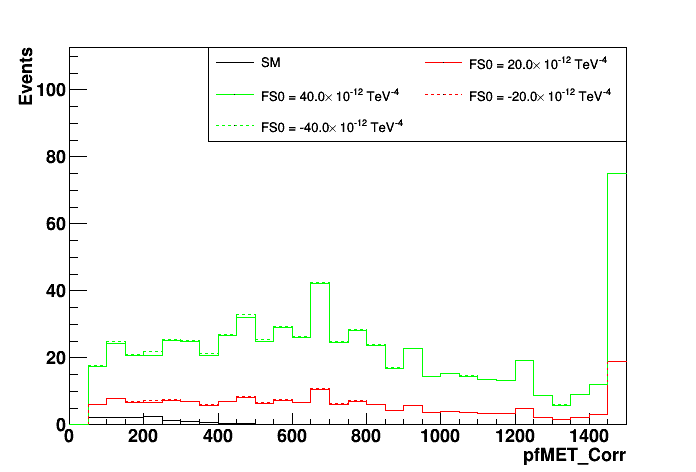 Events
SM
FS0 = 20.0× 10⁻¹² TeV⁻⁴
FS0 = 40.0× 10⁻¹² TeV⁻⁴
FS0 = -20.0× 10⁻¹² TeV⁻⁴
FS0 = -40.0× 10⁻¹² TeV⁻⁴
100
80
60
40
20
0
0 200 400 600 800 1000 1200 1400
pfMET_Corr